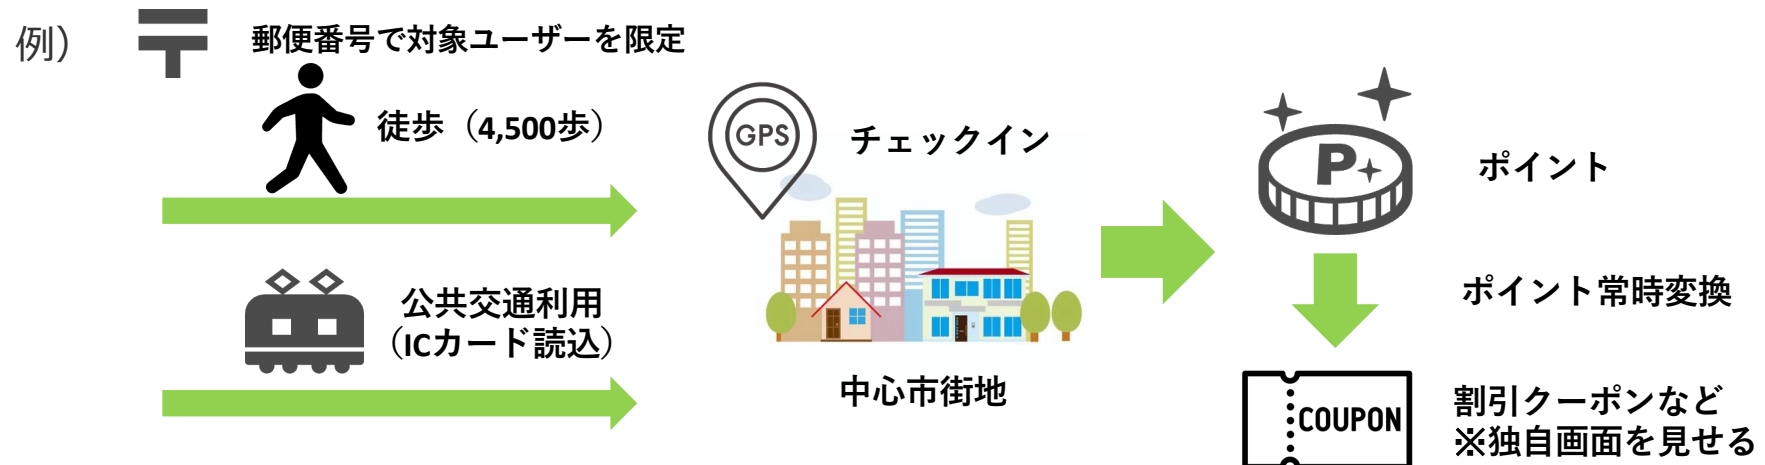 例）
郵便番号で対象ユーザーを限定
徒歩（4,500歩）
GPS
チェックイン
P
ポイント
公共交通利用
（ICカード読込）
中心市街地
ポイント常時変換
COUPON
割引クーポンなど
※独自画面を見せる